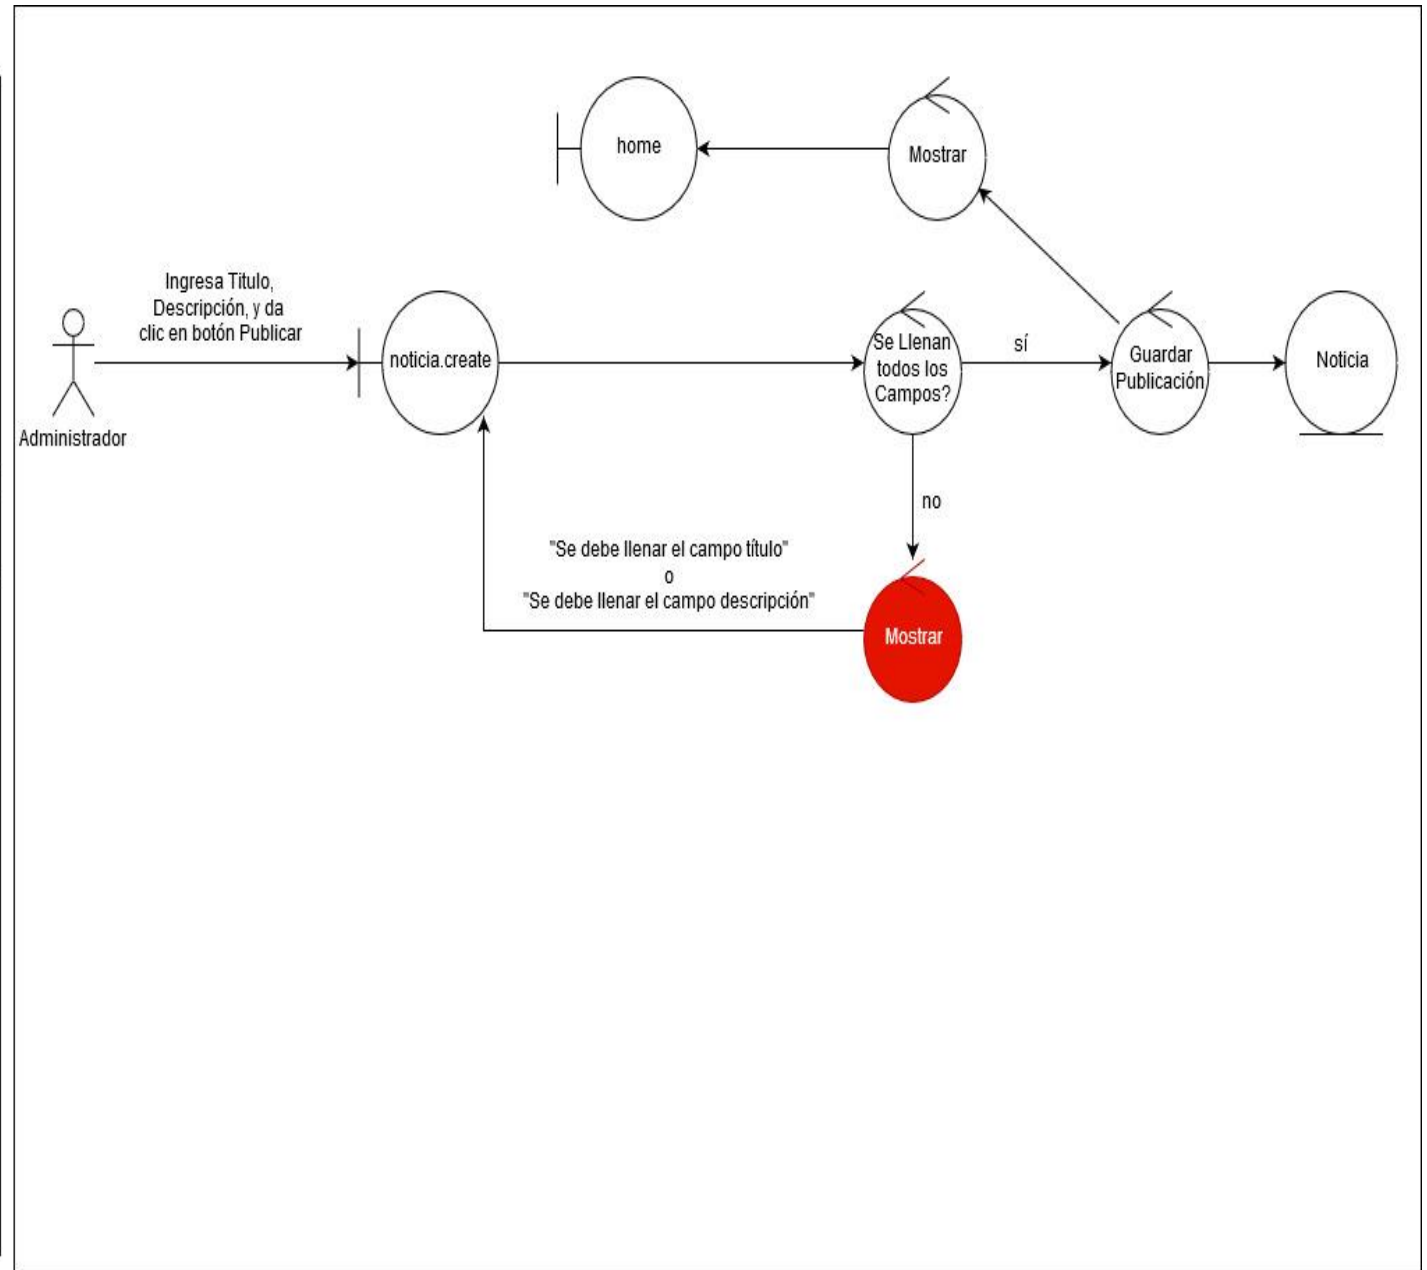 home
Mostrar
Ingresa Titulo,
Descripción, y da
clic en botón Publicar
Administrador
noticia.create
Se Llenan
todos los
Campos?
sí
Guardar
Publicación
Noticia
no
"Se debe llenar el campo título"
o
"Se debe llenar el campo descripción"
Mostrar